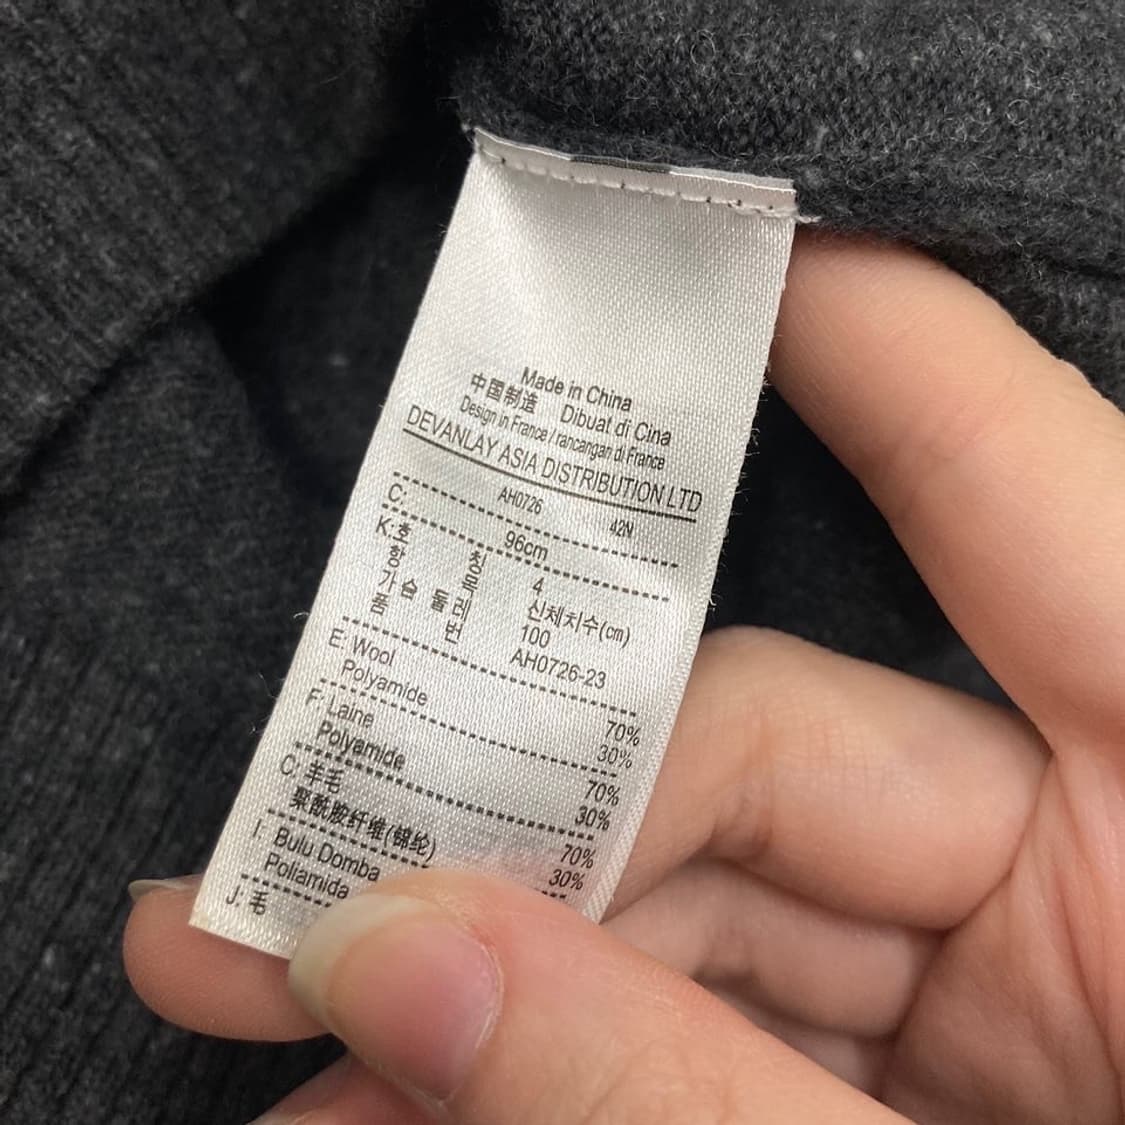 Made in China
中国制造 Dibuat di Cina
Design in France / rancangan di France
DEVANLAY ASIA DISTRIBUTION LTD
C: AH0726 42N
96cm
K: 호칭 4
항목 신체치수(cm)
가슴둘레 100
품번 AH0726-23
E: Wool 70%
Polyamide 30%
F: Laine 70%
Polyamide 30%
C: 羊毛 70%
聚酰胺纤维(锦纶) 30%
I: Bulu Domba
Poliamida
J: 毛